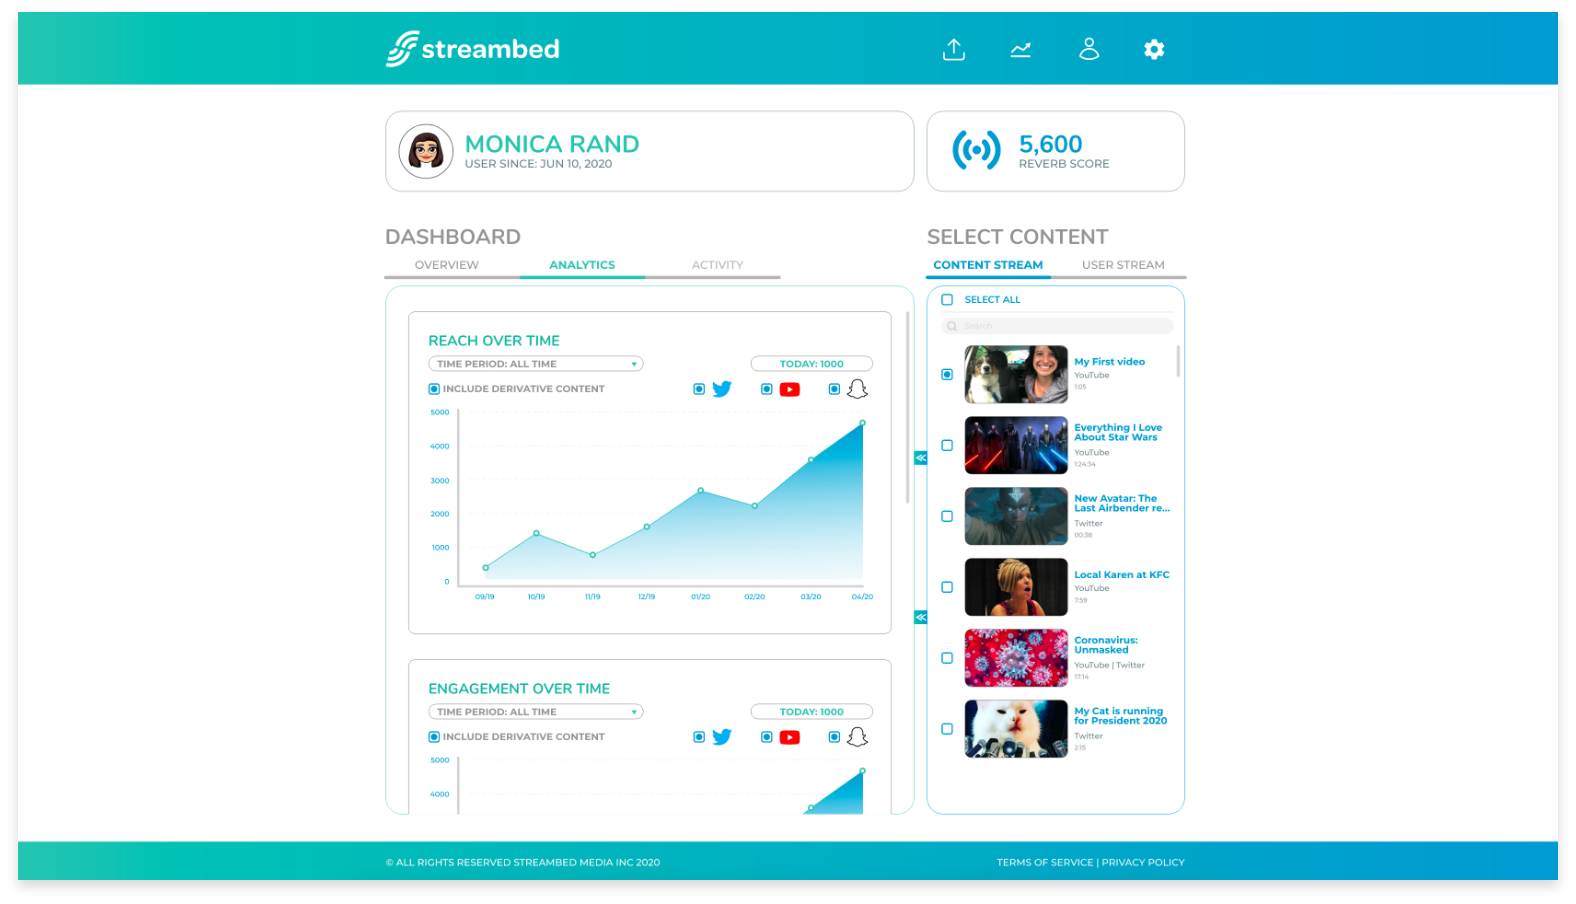 streambed
MONICA RAND
USER SINCE: JUN 10, 2020
5,600
REVERB SCORE
DASHBOARD
OVERVIEW
ANALYTICS
ACTIVITY
REACH OVER TIME
TIME PERIOD: ALL TIME
TODAY: 1000
INCLUDE DERIVATIVE CONTENT
5000
4000
3000
2000
1000
0
09/19 10/19 11/19 12/19 01/20 02/20 03/20 04/20
ENGAGEMENT OVER TIME
TIME PERIOD: ALL TIME
TODAY: 1000
INCLUDE DERIVATIVE CONTENT
5000
4000
SELECT CONTENT
CONTENT STREAM
USER STREAM
SELECT ALL
Search
My First video
YouTube
1:05
Everything I Love
About Star Wars
YouTube
1:24:34
New Avatar: The
Last Airbender re...
Twitter
00:38
Local Karen at KFC
YouTube
7:59
Coronavirus:
Unmasked
YouTube | Twitter
17:14
My Cat is running
for President 2020
Twitter
2:15
© ALL RIGHTS RESERVED STREAMBED MEDIA INC 2020
TERMS OF SERVICE | PRIVACY POLICY